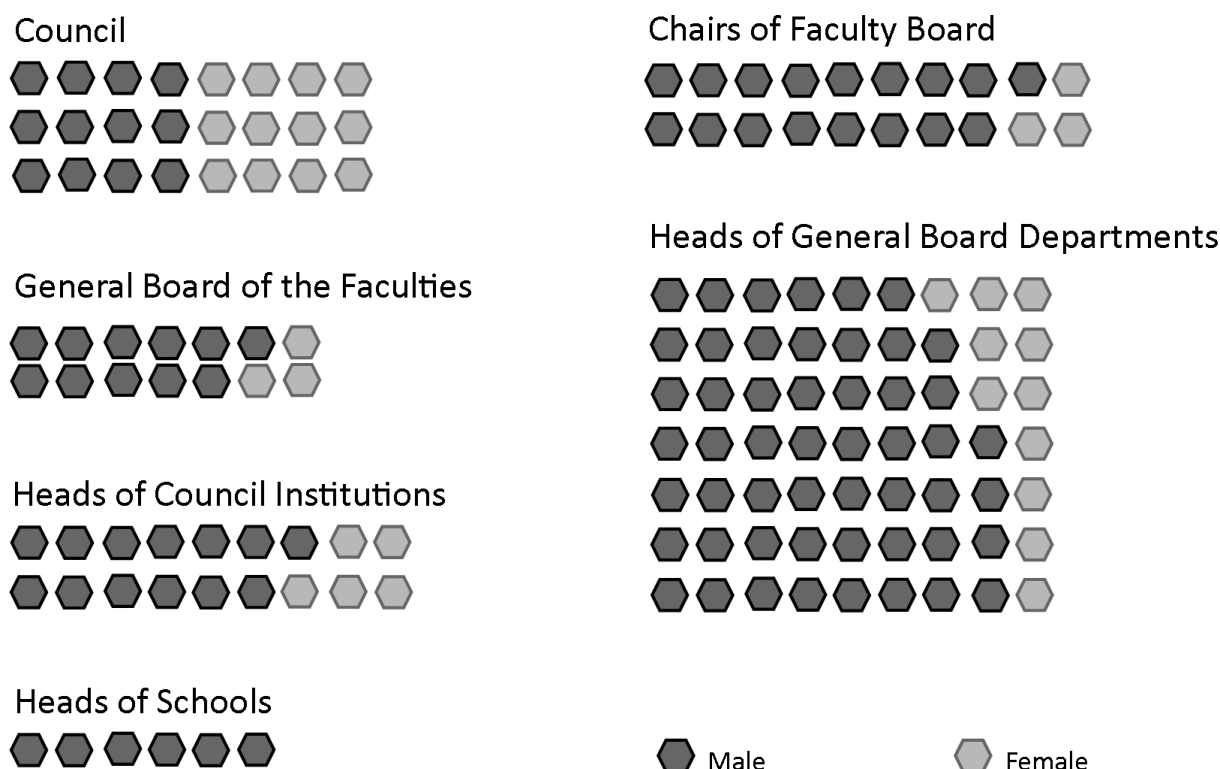 Council
General Board of the Faculties
Heads of Council Institutions
Heads of Schools
Chairs of Faculty Board
Heads of General Board Departments
Male
Female